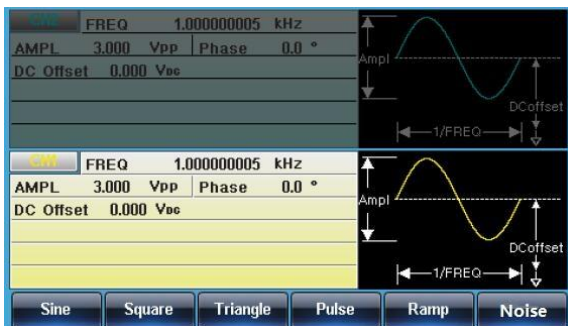 CH1 FREQ 1.000000005 kHz
AMPL 3.000 Vpp Phase 0.0 °
DC Offset 0.000 VDC
Ampl
DCoffset
1/FREQ
FREQ 1.000000005 kHz
AMPL 3.000 Vpp Phase 0.0 °
DC Offset 0.000 VDC
Ampl
DCoffset
1/FREQ
Sine Square Triangle Pulse Ramp Noise